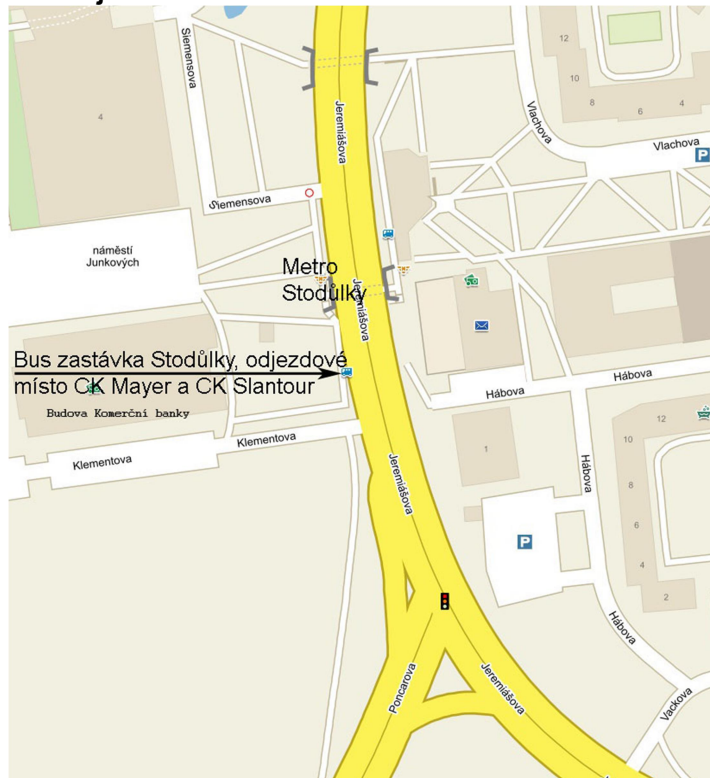 Siemensova
12
10
8
6
4
4
Jeremiášova
Vlachova
Vlachova
P
Siemensova
náměstí
Junkových
Metro
Stodůlky
Jeremiášova
Jeremiášova
Bus zastávka Stodůlky, odjezdové
místo CK Mayer a CK Slantour
Budova Komerční banky
Hábova
Hábova
Klementova
Klementova
1
12
10
8
6
4
2
Jeremiášova
Hábova
P
Hábova
Poncarova
Jeremiášova
Vackova